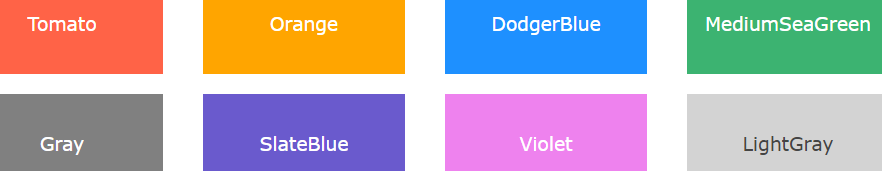 Tomato
Orange
DodgerBlue
MediumSeaGreen
Gray
SlateBlue
Violet
LightGray